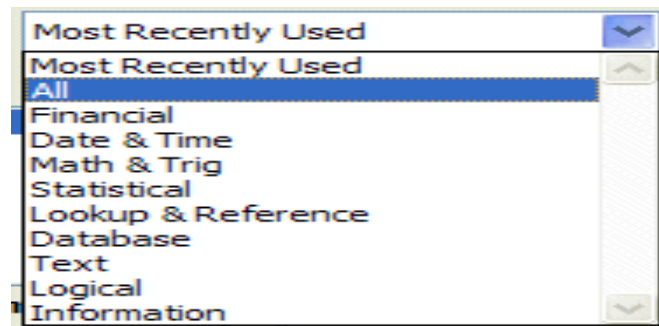 Most Recently Used
Most Recently Used
All
Financial
Date & Time
Math & Trig
Statistical
Lookup & Reference
Database
Text
Logical
Information